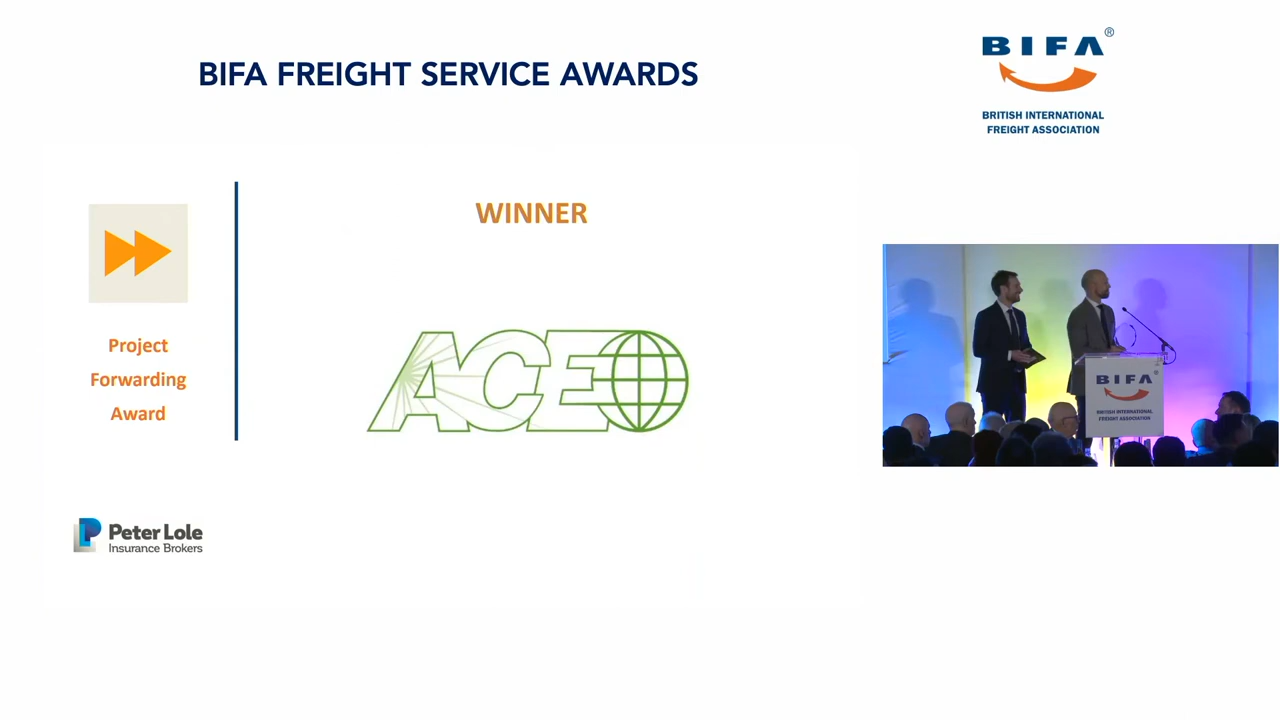 BIFA FREIGHT SERVICE AWARDS
BIFA®
BRITISH INTERNATIONAL
FREIGHT ASSOCIATION
WINNER
Project
Forwarding
Award
ACE
Peter Lole
Insurance Brokers
BIFA®
BRITISH INTERNATIONAL
FREIGHT ASSOCIATION